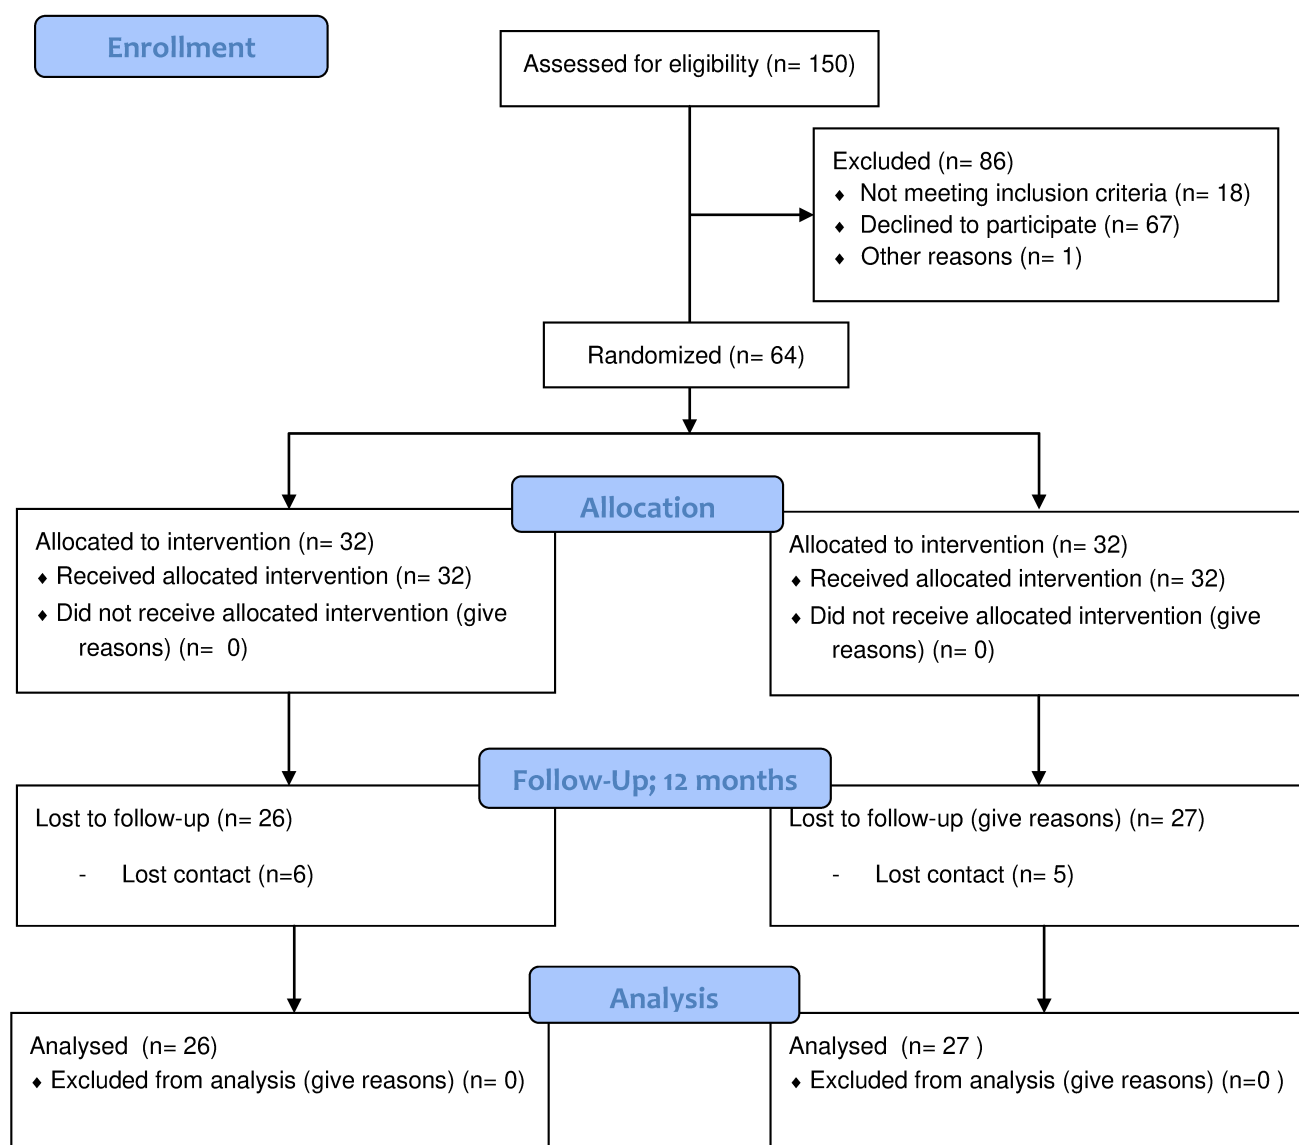 Enrollment
Assessed for eligibility (n= 150)
Excluded (n= 86)
♦ Not meeting inclusion criteria (n= 18)
♦ Declined to participate (n= 67)
♦ Other reasons (n= 1)
Randomized (n= 64)
Allocation
Allocated to intervention (n= 32)
♦ Received allocated intervention (n= 32)
♦ Did not receive allocated intervention (give
reasons) (n= 0)
Allocated to intervention (n= 32)
♦ Received allocated intervention (n= 32)
♦ Did not receive allocated intervention (give
reasons) (n= 0)
Follow-Up; 12 months
Lost to follow-up (n= 26)
- Lost contact (n=6)
Lost to follow-up (give reasons) (n= 27)
- Lost contact (n= 5)
Analysis
Analysed (n= 26)
♦ Excluded from analysis (give reasons) (n= 0)
Analysed (n= 27 )
♦ Excluded from analysis (give reasons) (n=0 )